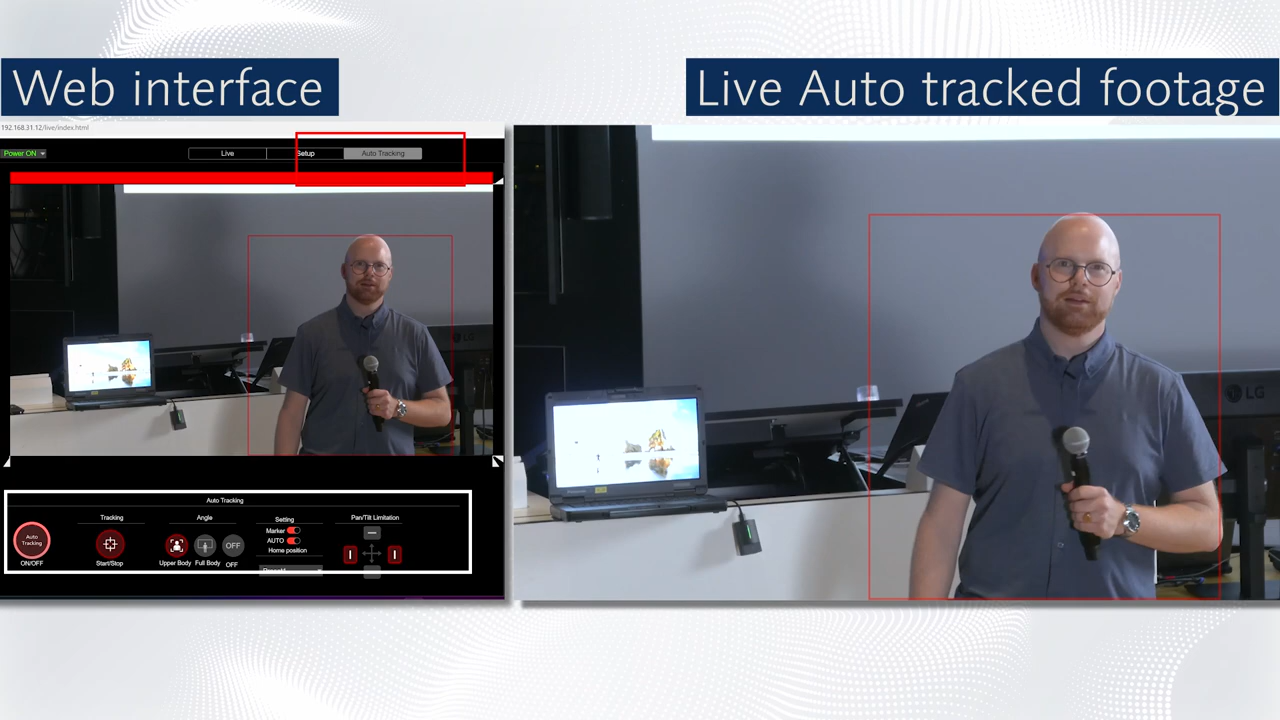 Web interface
Live Auto tracked footage
192.168.31.12/live/index.html
Power ON
Live
Setup
Auto Tracking
LG
LG
Auto Tracking
Tracking
Angle
Setting
Pan/Tilt Limitation
Marker
AUTO
Home position
Auto
Tracking
ON/OFF
Start/Stop
Upper Body
Full Body
OFF
OFF